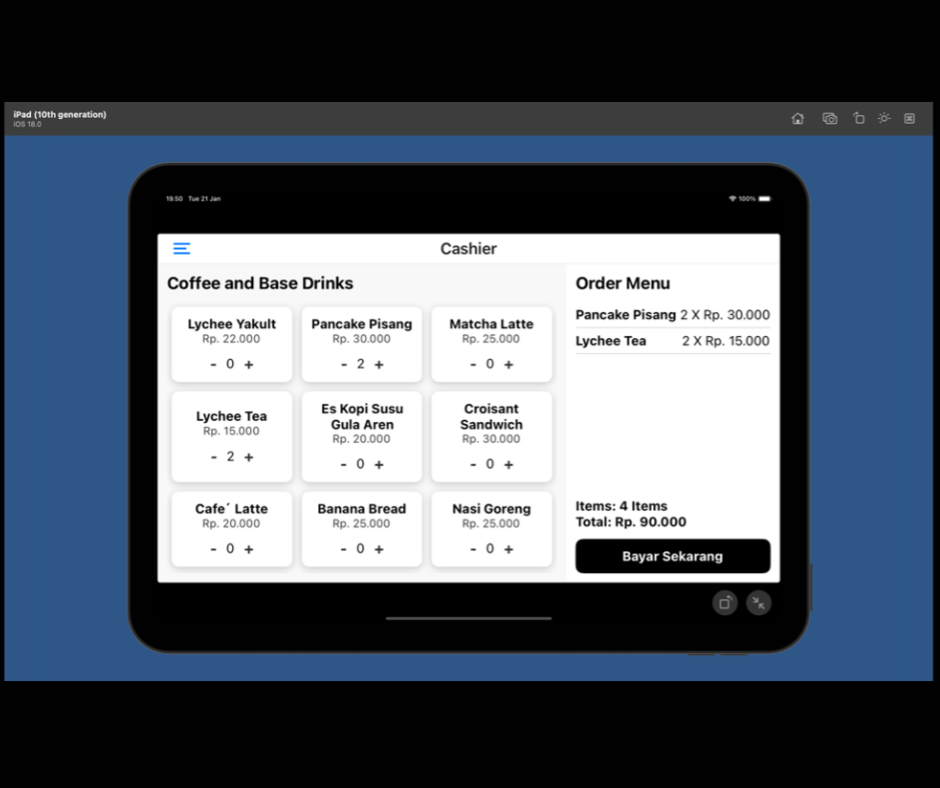 iPad (10th generation)
iOS 18.0
19.50 Tue 21 Jan
100%
Cashier
Coffee and Base Drinks
Lychee Yakult
Rp. 22.000
- 0 +
Pancake Pisang
Rp. 30.000
- 2 +
Matcha Latte
Rp. 25.000
- 0 +
Lychee Tea
Rp. 15.000
- 2 +
Es Kopi Susu
Gula Aren
Rp. 20.000
- 0 +
Croisant
Sandwich
Rp. 30.000
- 0 +
Cafe´ Latte
Rp. 20.000
- 0 +
Banana Bread
Rp. 25.000
- 0 +
Nasi Goreng
Rp. 25.000
- 0 +
Order Menu
Pancake Pisang 2 X Rp. 30.000
Lychee Tea 2 X Rp. 15.000
Items: 4 Items
Total: Rp. 90.000
Bayar Sekarang